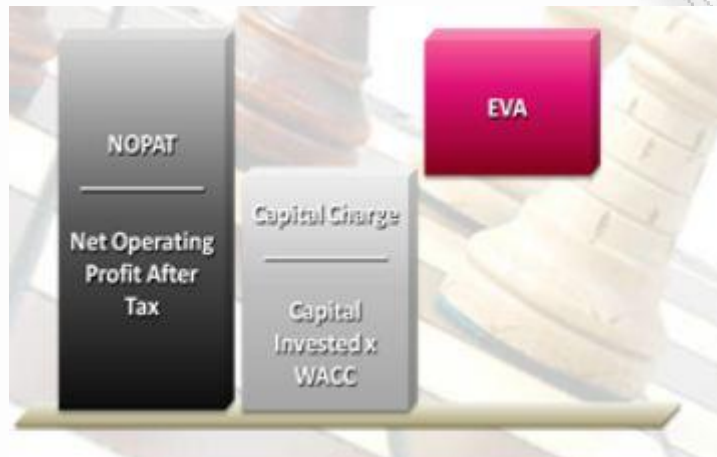 NOPAT
Net Operating
Profit After
Tax
Capital Charge
Capital
Invested x
WACC
EVA